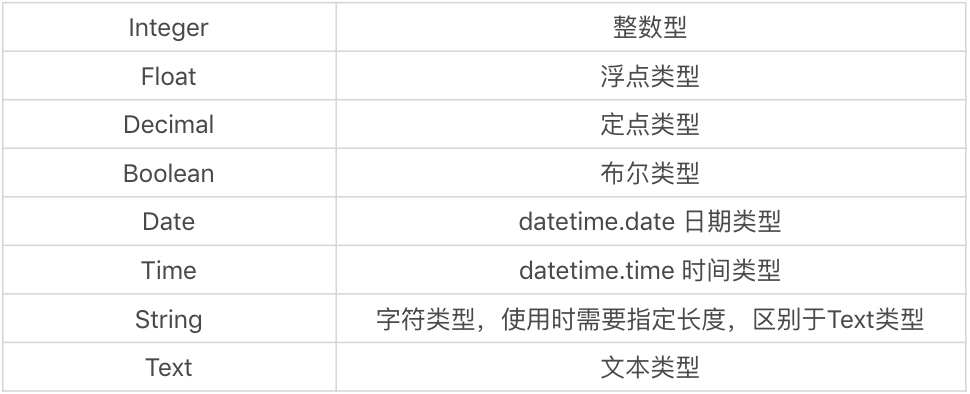 Integer 整数型
Float 浮点类型
Decimal 定点类型
Boolean 布尔类型
Date datetime.date 日期类型
Time datetime.time 时间类型
String 字符类型，使用时需要指定长度，区别于Text类型
Text 文本类型